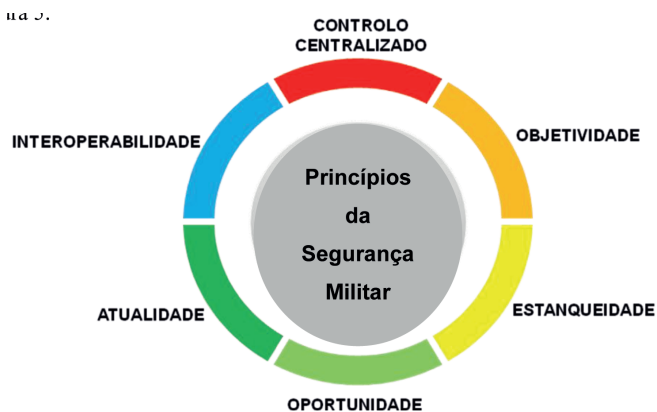 CONTROLO
CENTRALIZADO
INTEROPERABILIDADE
OBJETIVIDADE
Princípios
da
Segurança
Militar
ATUALIDADE
ESTANQUEIDADE
OPORTUNIDADE